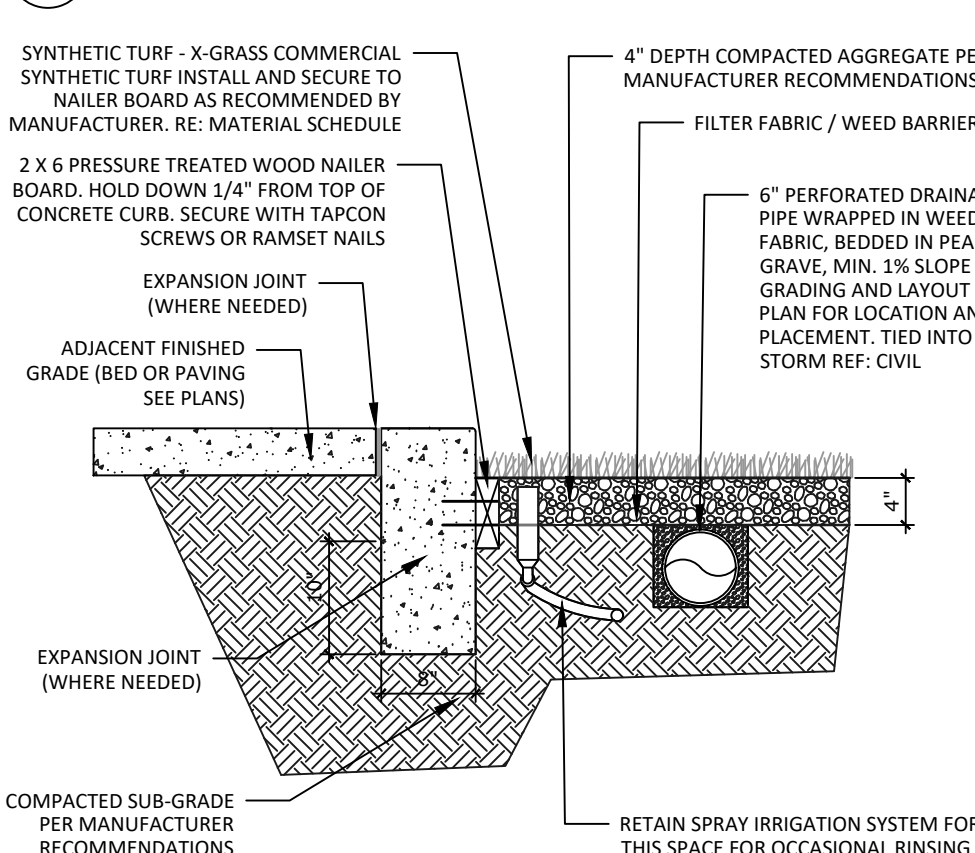 SYNTHETIC TURF - X-GRASS COMMERCIAL
SYNTHETIC TURF INSTALL AND SECURE TO
NAILER BOARD AS RECOMMENDED BY
MANUFACTURER. RE: MATERIAL SCHEDULE
2 X 6 PRESSURE TREATED WOOD NAILER
BOARD. HOLD DOWN 1/4" FROM TOP OF
CONCRETE CURB. SECURE WITH TAPCON
SCREWS OR RAMSET NAILS
EXPANSION JOINT
(WHERE NEEDED)
ADJACENT FINISHED
GRADE (BED OR PAVING
SEE PLANS)
EXPANSION JOINT
(WHERE NEEDED)
COMPACTED SUB-GRADE
PER MANUFACTURER
RECOMMENDATIONS
4" DEPTH COMPACTED AGGREGATE PE
MANUFACTURER RECOMMENDATIONS
FILTER FABRIC / WEED BARRIER
6" PERFORATED DRAINA
PIPE WRAPPED IN WEED
FABRIC, BEDDED IN PEA
GRAVE, MIN. 1% SLOPE
GRADING AND LAYOUT
PLAN FOR LOCATION AN
PLACEMENT. TIED INTO
STORM REF: CIVIL
4"
10"
8"
RETAIN SPRAY IRRIGATION SYSTEM FOR
THIS SPACE FOR OCCASIONAL RINSING